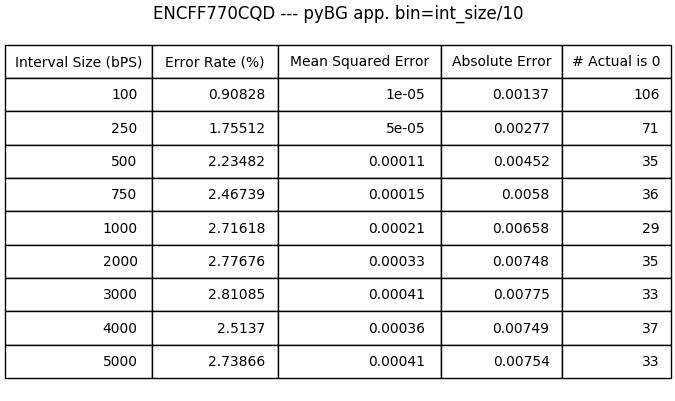 ENCFF770CQD --- pyBG app. bin=int_size/10
Interval Size (bPS) Error Rate (%) Mean Squared Error Absolute Error # Actual is 0
100 0.90828 1e-05 0.00137 106
250 1.75512 5e-05 0.00277 71
500 2.23482 0.00011 0.00452 35
750 2.46739 0.00015 0.0058 36
1000 2.71618 0.00021 0.00658 29
2000 2.77676 0.00033 0.00748 35
3000 2.81085 0.00041 0.00775 33
4000 2.5137 0.00036 0.00749 37
5000 2.73866 0.00041 0.00754 33